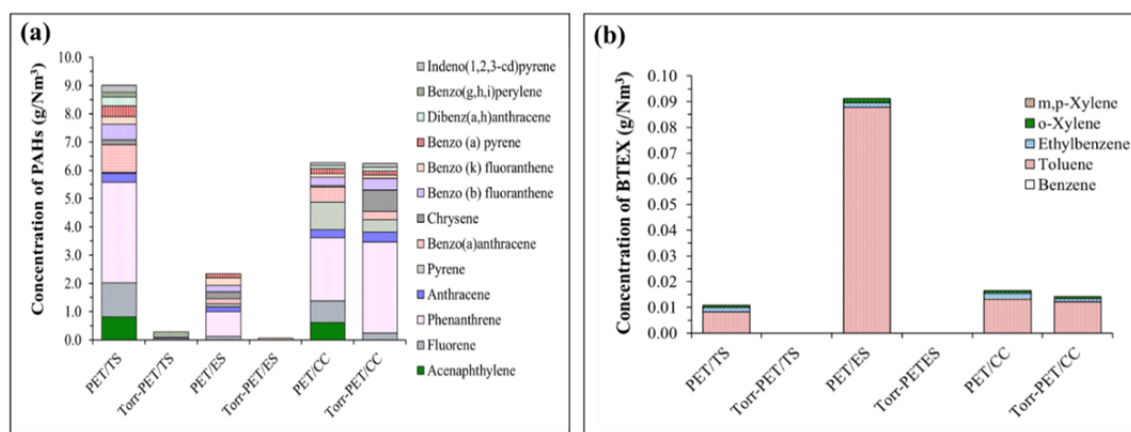 (a)
Concentration of PAHs (g/Nm³)
10.0
9.0
8.0
7.0
6.0
5.0
4.0
3.0
2.0
1.0
0.0
PET/TS
Torr-PET/TS
PET/ES
Torr-PET/ES
PET/CC
Torr-PET/CC
Indeno(1,2,3-cd)pyrene
Benzo(g,h,i)perylene
Dibenz(a,h)anthracene
Benzo (a) pyrene
Benzo (k) fluoranthene
Benzo (b) fluoranthene
Chrysene
Benzo(a)anthracene
Pyrene
Anthracene
Phenanthrene
Fluorene
Acenaphthylene
(b)
Concentration of BTEX (g/Nm³)
0.10
0.09
0.08
0.07
0.06
0.05
0.04
0.03
0.02
0.01
0.00
PET/TS
Torr-PET/TS
PET/ES
Torr-PETES
PET/CC
Torr-PET/CC
m,p-Xylene
o-Xylene
Ethylbenzene
Toluene
Benzene